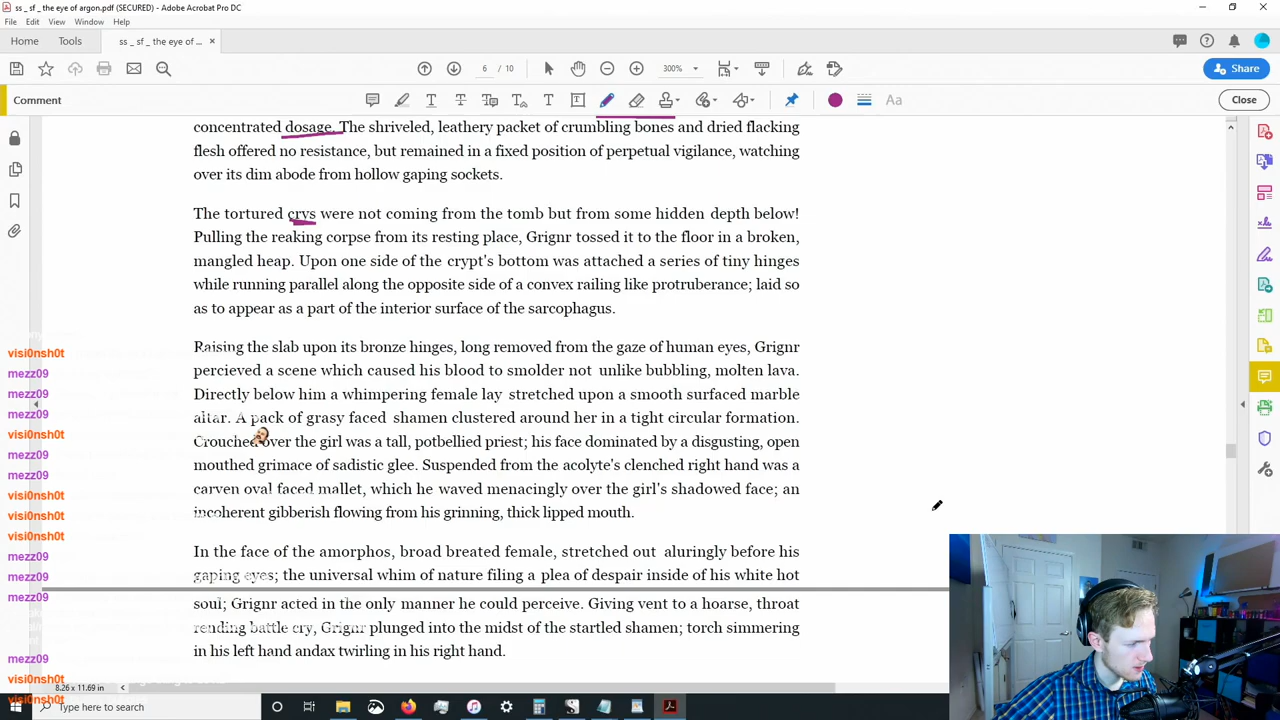 ss _ sf _ the eye of argon.pdf (SECURED) - Adobe Acrobat Pro DC
File Edit View Window Help
Home Tools ss _ sf _ the eye of ... × Share
6 / 10 300%
Comment Aa Close
concentrated dosage. The shriveled, leathery packet of crumbling bones and dried flacking
flesh offered no resistance, but remained in a fixed position of perpetual vigilance, watching
over its dim abode from hollow gaping sockets.
The tortured crys were not coming from the tomb but from some hidden depth below!
Pulling the reaking corpse from its resting place, Grignr tossed it to the floor in a broken,
mangled heap. Upon one side of the crypt's bottom was attached a series of tiny hinges
while running parallel along the opposite side of a convex railing like protruberance; laid so
as to appear as a part of the interior surface of the sarcophagus.
Raising the slab upon its bronze hinges, long removed from the gaze of human eyes, Grignr
percieved a scene which caused his blood to smolder not unlike bubbling, molten lava.
Directly below him a whimpering female lay stretched upon a smooth surfaced marble
altar. A pack of grasy faced shamen clustered around her in a tight circular formation.
Crouched over the girl was a tall, potbellied priest; his face dominated by a disgusting, open
mouthed grimace of sadistic glee. Suspended from the acolyte's clenched right hand was a
carven oval faced mallet, which he waved menacingly over the girl's shadowed face; an
incoherent gibberish flowing from his grinning, thick lipped mouth.
In the face of the amorphos, broad breated female, stretched out aluringly before his
gaping eyes; the universal whim of nature filing a plea of despair inside of his white hot
soul; Grignr acted in the only manner he could perceive. Giving vent to a hoarse, throat
rending battle cry, Grignr plunged into the midst of the startled shamen; torch simmering
in his left hand andax twirling in his right hand.
visi0nsh0t
mezz09
mezz09
mezz09
visi0nsh0t
mezz09
mezz09
visi0nsh0t
visi0nsh0t
visi0nsh0t
mezz09
mezz09
mezz09
mezz09
visi0nsh0t
visi0nsh0t
8.26 x 11.69 in
Type here to search